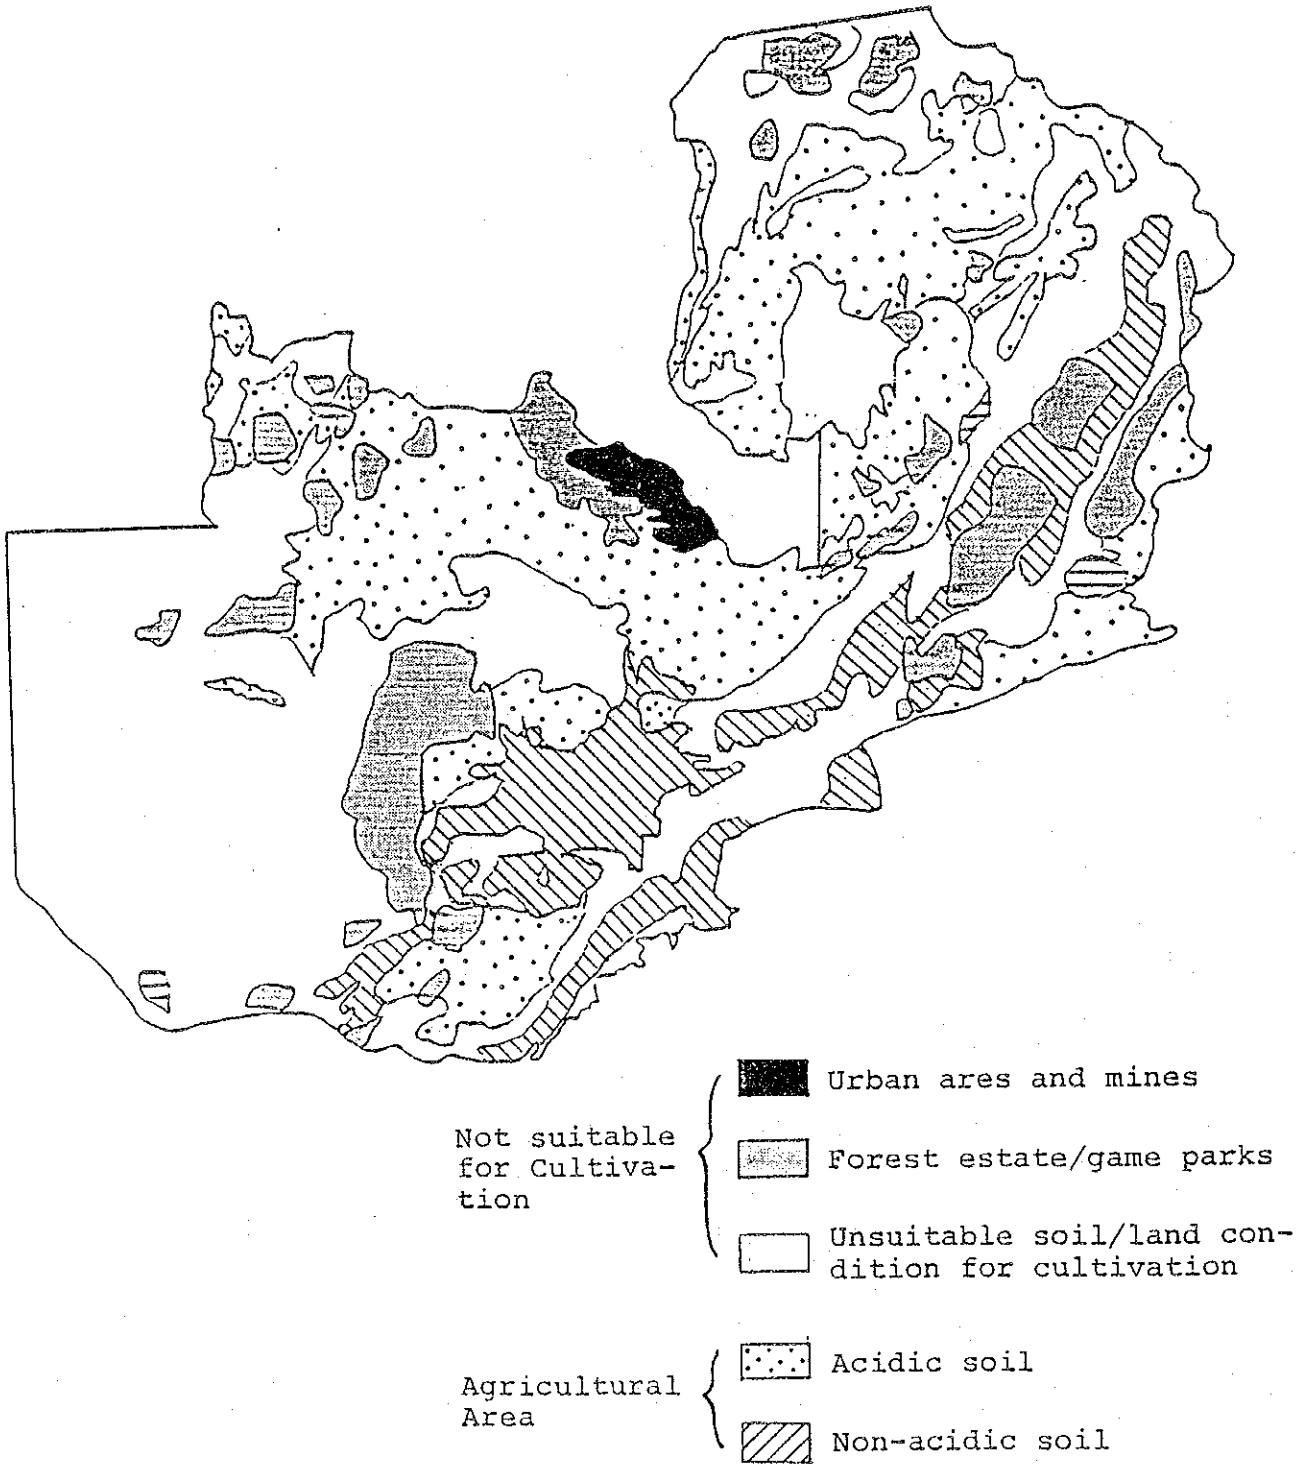 Not suitable
for Cultiva-
tion
Urban ares and mines
Forest estate/game parks
Unsuitable soil/land con-
dition for cultivation
Agricultural
Area
Acidic soil
Non-acidic soil